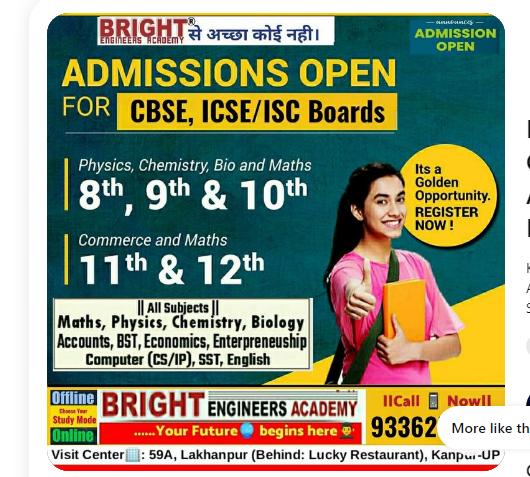 BRIGHT® से अच्छा कोई नही।
ENGINEERS ACADEMY
announces
ADMISSION
OPEN
ADMISSIONS OPEN
FOR CBSE, ICSE/ISC Boards
Physics, Chemistry, Bio and Maths
8th, 9th & 10th
Its a
Golden
Opportunity.
REGISTER
NOW !
Commerce and Maths
11th & 12th
|| All Subjects ||
Maths, Physics, Chemistry, Biology
Accounts, BST, Economics, Enterpreneuship
Computer (CS/IP), SST, English
Offline
Choose Your
Study Mode
Online
BRIGHT ENGINEERS ACADEMY
......Your Future begins here
||Call Now||
93362
More like th
Visit Center : 59A, Lakhanpur (Behind: Lucky Restaurant), Kanpur-UP